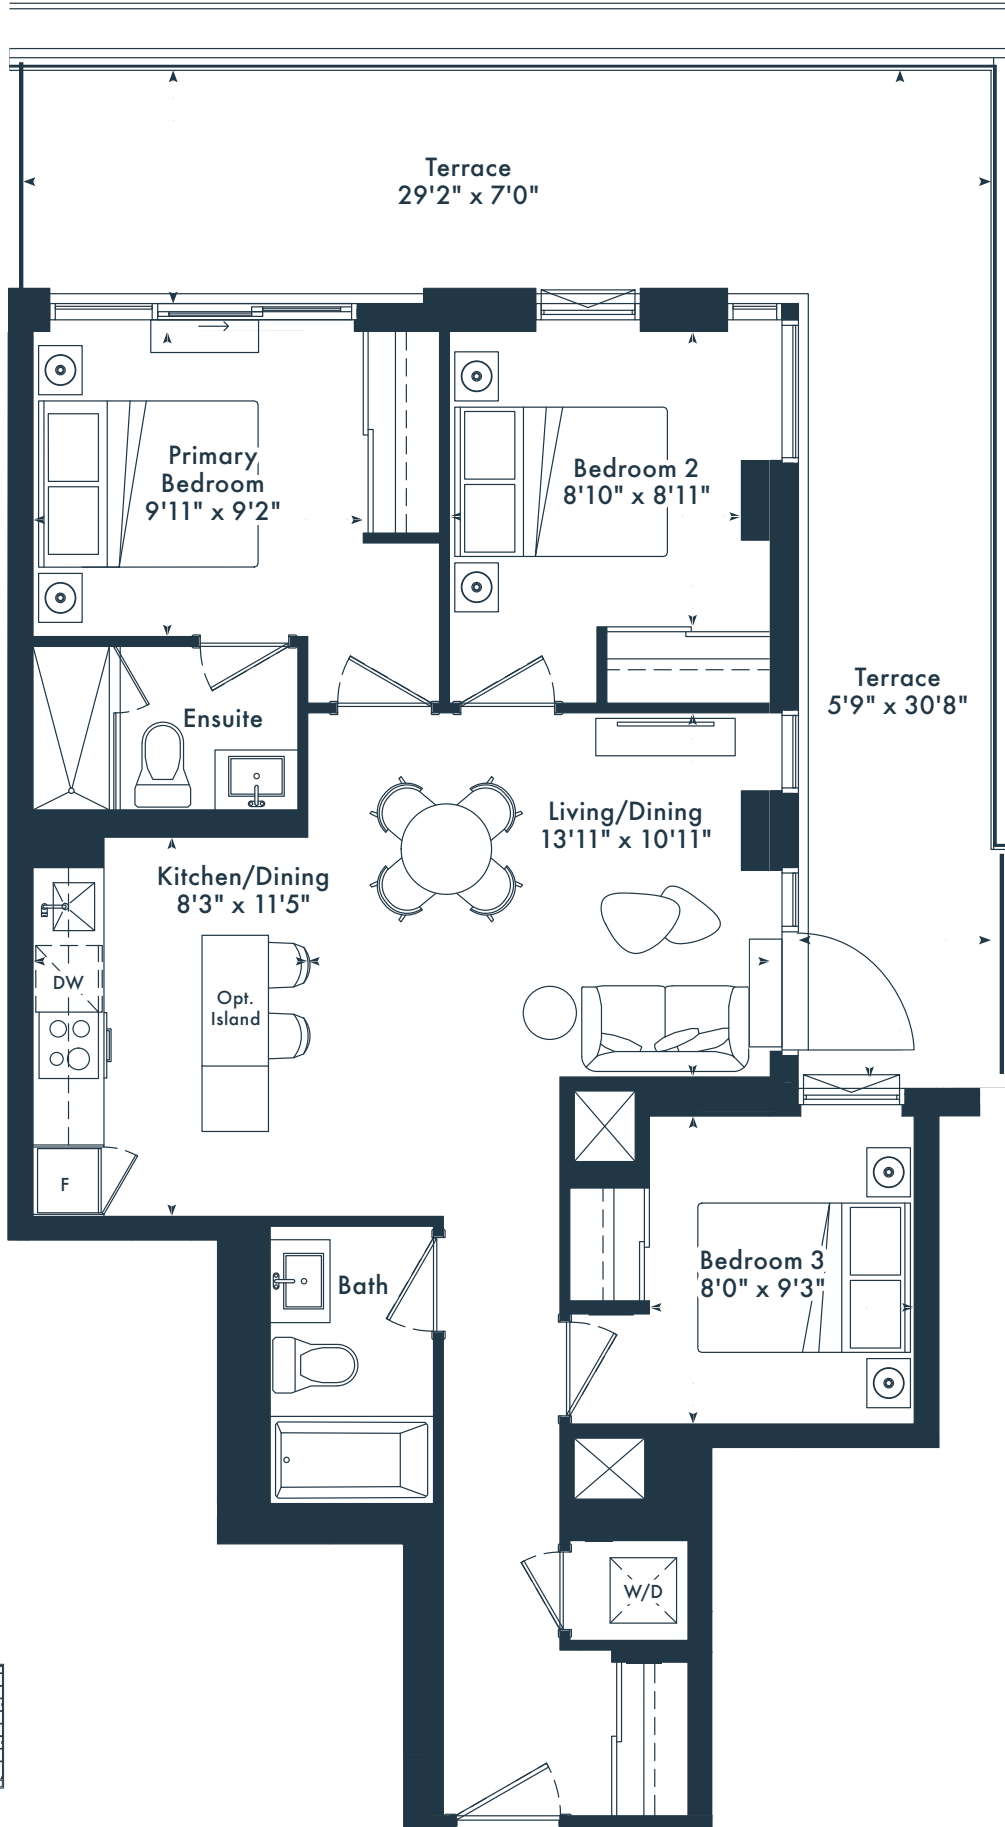 Terrace
29'2" x 7'0"
Primary
Bedroom
9'11" x 9'2"
Bedroom 2
8'10" x 8'11"
Ensuite
Terrace
5'9" x 30'8"
Living/Dining
13'11" x 10'11"
Kitchen/Dining
8'3" x 11'5"
DW
Opt.
Island
F
Bath
Bedroom 3
8'0" x 9'3"
W/D